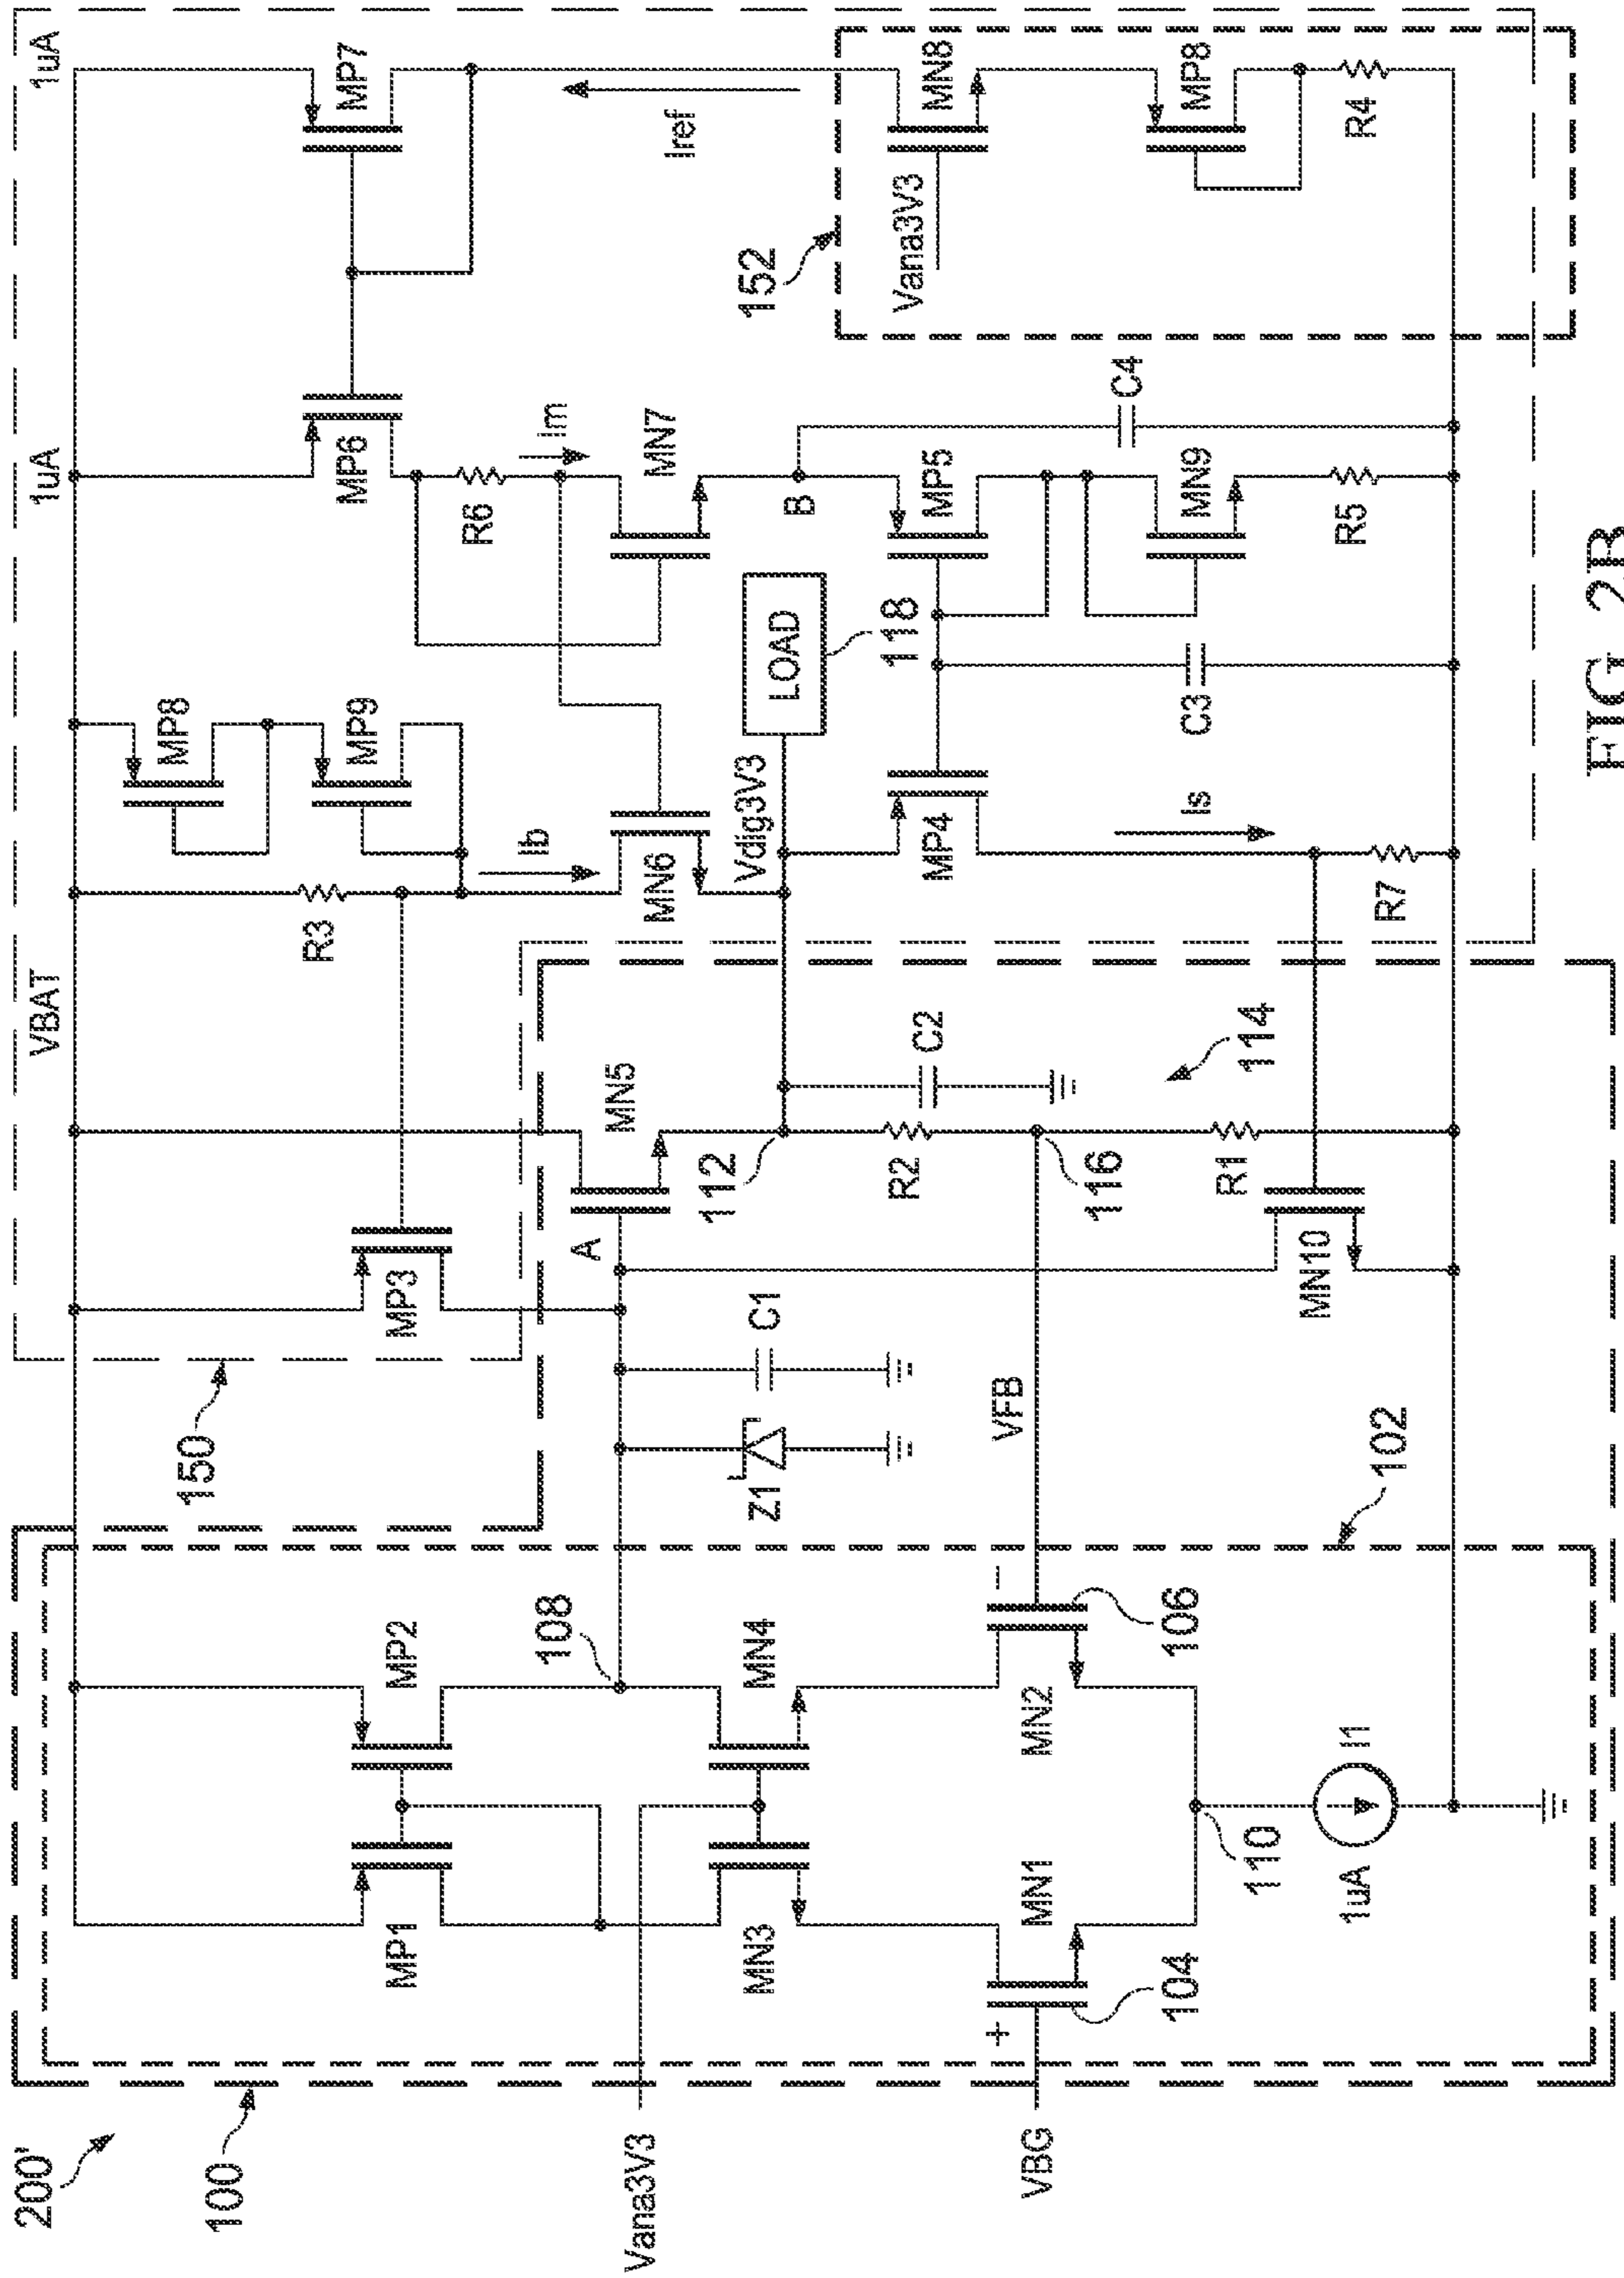 200'
100
150
VBAT
1uA
1uA
MP8
MP9
R3
Ib
MP7
MP6
R6
Im
Iref
MP1
MP2
MP3
108
A
MN5
MN6
MN7
Vana3V3
MN3
MN4
Z1
C1
112
Vdig3V3
LOAD
118
B
152
Vana3V3
MN8
C2
R2
MP4
MP5
C4
MP8
VBG
+
-
MN1
MN2
104
106
VFB
116
114
C3
MN9
Is
R4
110
102
R1
MN10
R7
R5
1uA
I1
FIG. 2B